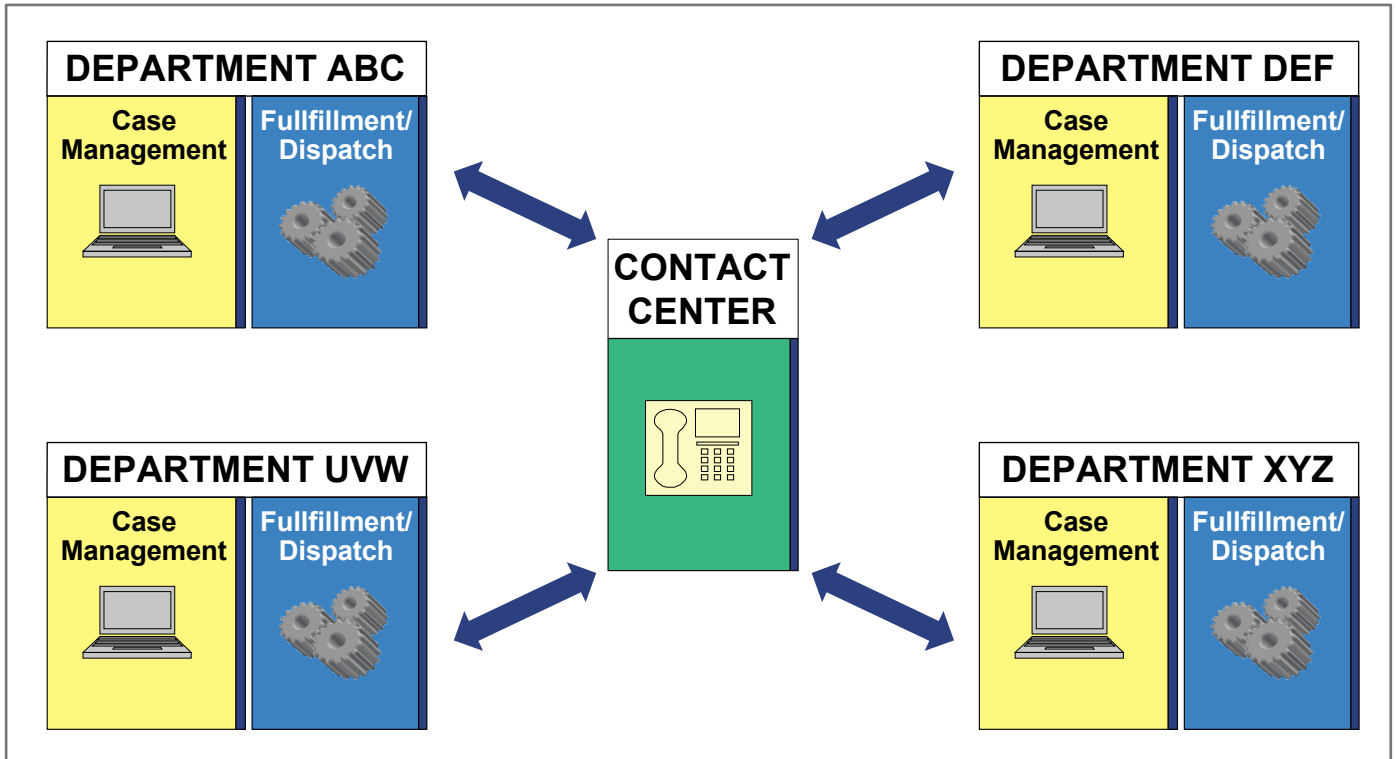 DEPARTMENT ABC
Case
Management
Fullfillment/
Dispatch
DEPARTMENT DEF
Case
Management
Fullfillment/
Dispatch
CONTACT
CENTER
DEPARTMENT UVW
Case
Management
Fullfillment/
Dispatch
DEPARTMENT XYZ
Case
Management
Fullfillment/
Dispatch